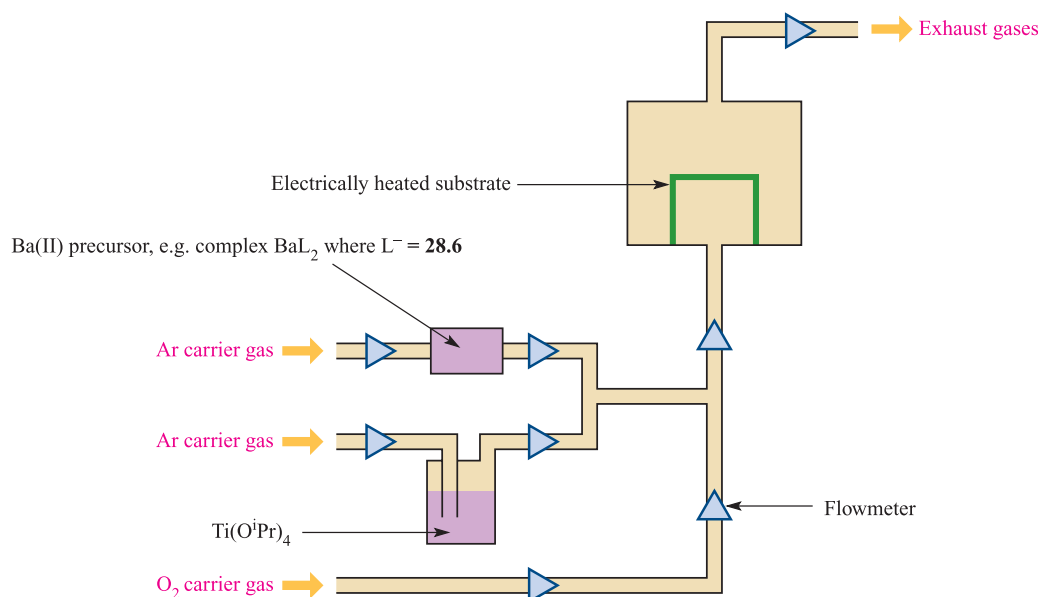 Exhaust gases
Electrically heated substrate
Ba(II) precursor, e.g. complex BaL₂ where L⁻ = 28.6
Ar carrier gas
Ar carrier gas
Flowmeter
Ti(OⁱPr)₄
O₂ carrier gas